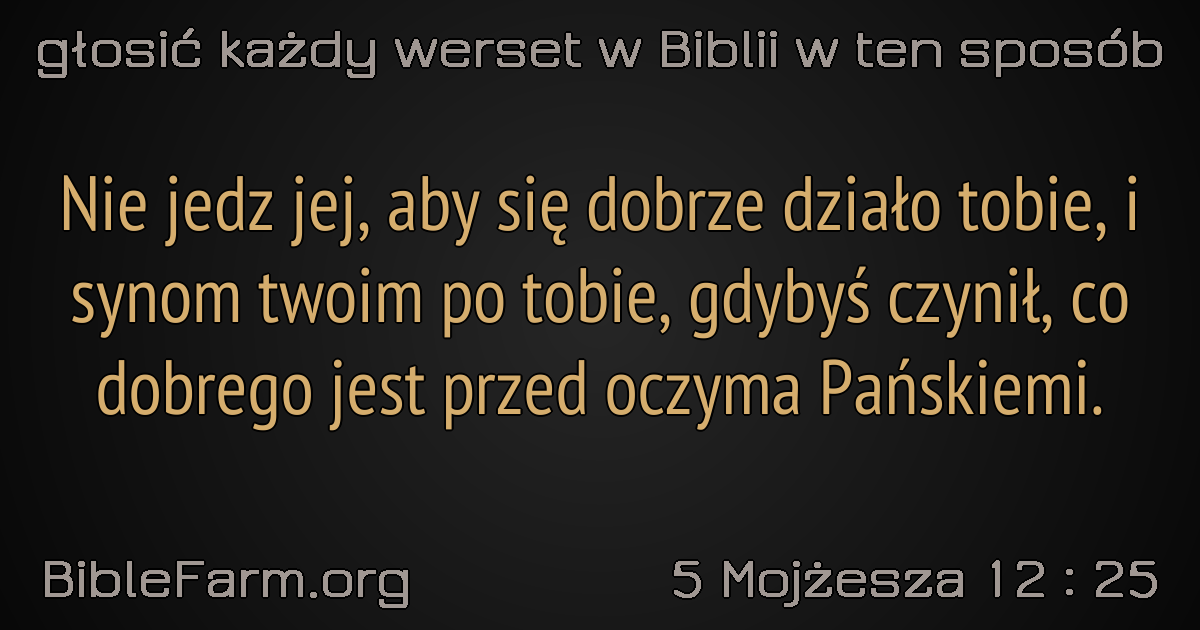 głosić każdy werset w Biblii w ten sposób
Nie jedz jej, aby się dobrze działo tobie, i
synom twoim po tobie, gdybyś czynił, co
dobrego jest przed oczyma Pańskiemi.
BibleFarm.org
5 Mojżesza 12 : 25